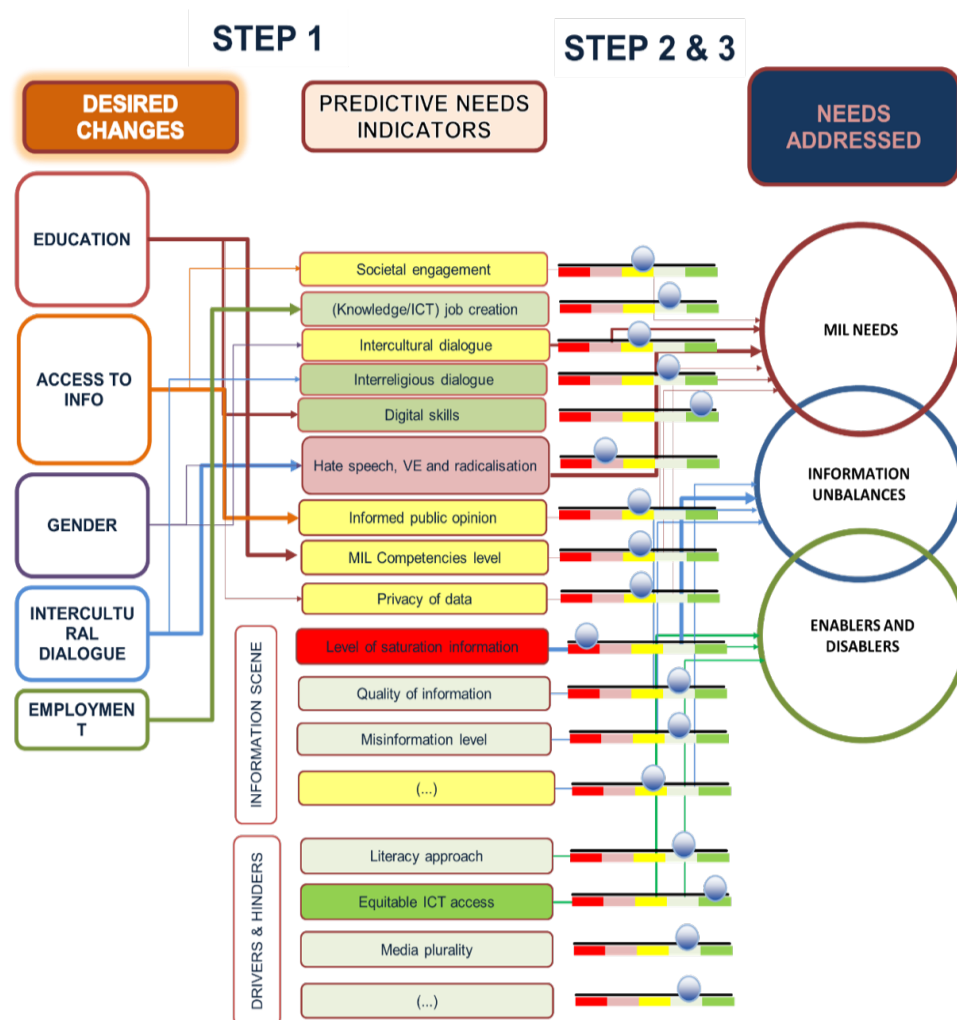 STEP 1
STEP 2 & 3
DESIRED
CHANGES
PREDICTIVE NEEDS
INDICATORS
NEEDS
ADDRESSED
EDUCATION
ACCESS TO
INFO
GENDER
INTERCULTU
RAL
DIALOGUE
EMPLOYMEN
T
Societal engagement
(Knowledge/ICT) job creation
Intercultural dialogue
Interreligious dialogue
Digital skills
Hate speech, VE and radicalisation
Informed public opinion
MIL Competencies level
Privacy of data
INFORMATION SCENE
Level of saturation information
Quality of information
Misinformation level
(...)
DRIVERS & HINDERS
Literacy approach
Equitable ICT access
Media plurality
(...)
MIL NEEDS
INFORMATION
UNBALANCES
ENABLERS AND
DISABLERS